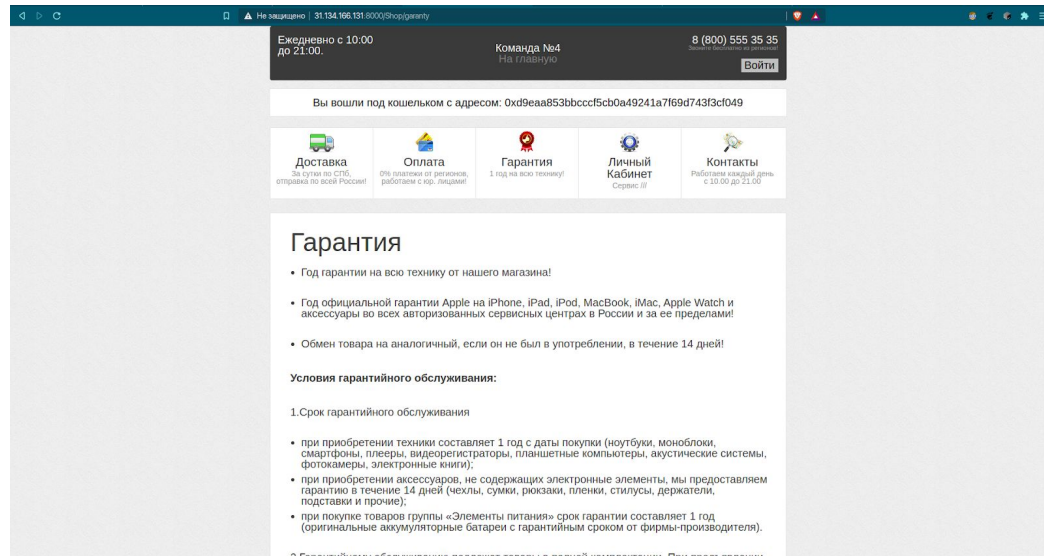 Не защищено 31.134.166.131:8000/Shop/garanty
Ежедневно с 10:00
до 21:00.
Команда №4
На главную
8 (800) 555 35 35
Звоните бесплатно из регионов!
Войти
Вы вошли под кошельком с адресом: 0xd9eaa853bbcccf5cb0a49241a7f69d743f3cf049
Доставка
За сутки по СПб,
отправка по всей России!
Оплата
0% платежи от регионов,
работаем с юр. лицами!
Гарантия
1 год на всю технику!
Личный
Кабинет
Сервис ///
Контакты
Работаем каждый день
с 10.00 до 21.00
Гарантия
• Год гарантии на всю технику от нашего магазина!
• Год официальной гарантии Apple на iPhone, iPad, iPod, MacBook, iMac, Apple Watch и
аксессуары во всех авторизованных сервисных центрах в России и за ее пределами!
• Обмен товара на аналогичный, если он не был в употреблении, в течение 14 дней!
Условия гарантийного обслуживания:
1.Срок гарантийного обслуживания
• при приобретении техники составляет 1 год с даты покупки (ноутбуки, моноблоки,
смартфоны, плееры, видеорегистраторы, планшетные компьютеры, акустические системы,
фотокамеры, электронные книги);
• при приобретении аксессуаров, не содержащих электронные элементы, мы предоставляем
гарантию в течение 14 дней (чехлы, сумки, рюкзаки, пленки, стилусы, держатели,
подставки и прочие);
• при покупке товаров группы «Элементы питания» срок гарантии составляет 1 год
(оригинальные аккумуляторные батареи с гарантийным сроком от фирмы-производителя).